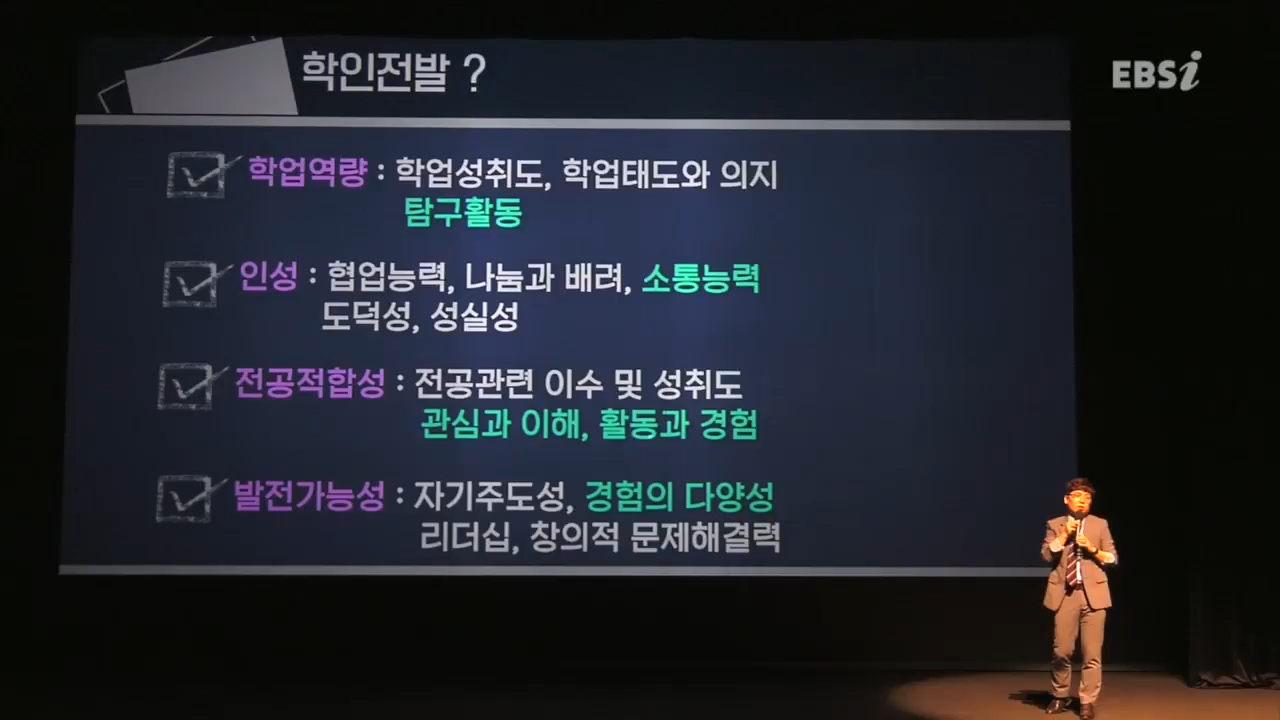 학인전발 ?
EBSi
학업역량 : 학업성취도, 학업태도와 의지
탐구활동
인성 : 협업능력, 나눔과 배려, 소통능력
도덕성, 성실성
전공적합성 : 전공관련 이수 및 성취도
관심과 이해, 활동과 경험
발전가능성 : 자기주도성, 경험의 다양성
리더십, 창의적 문제해결력